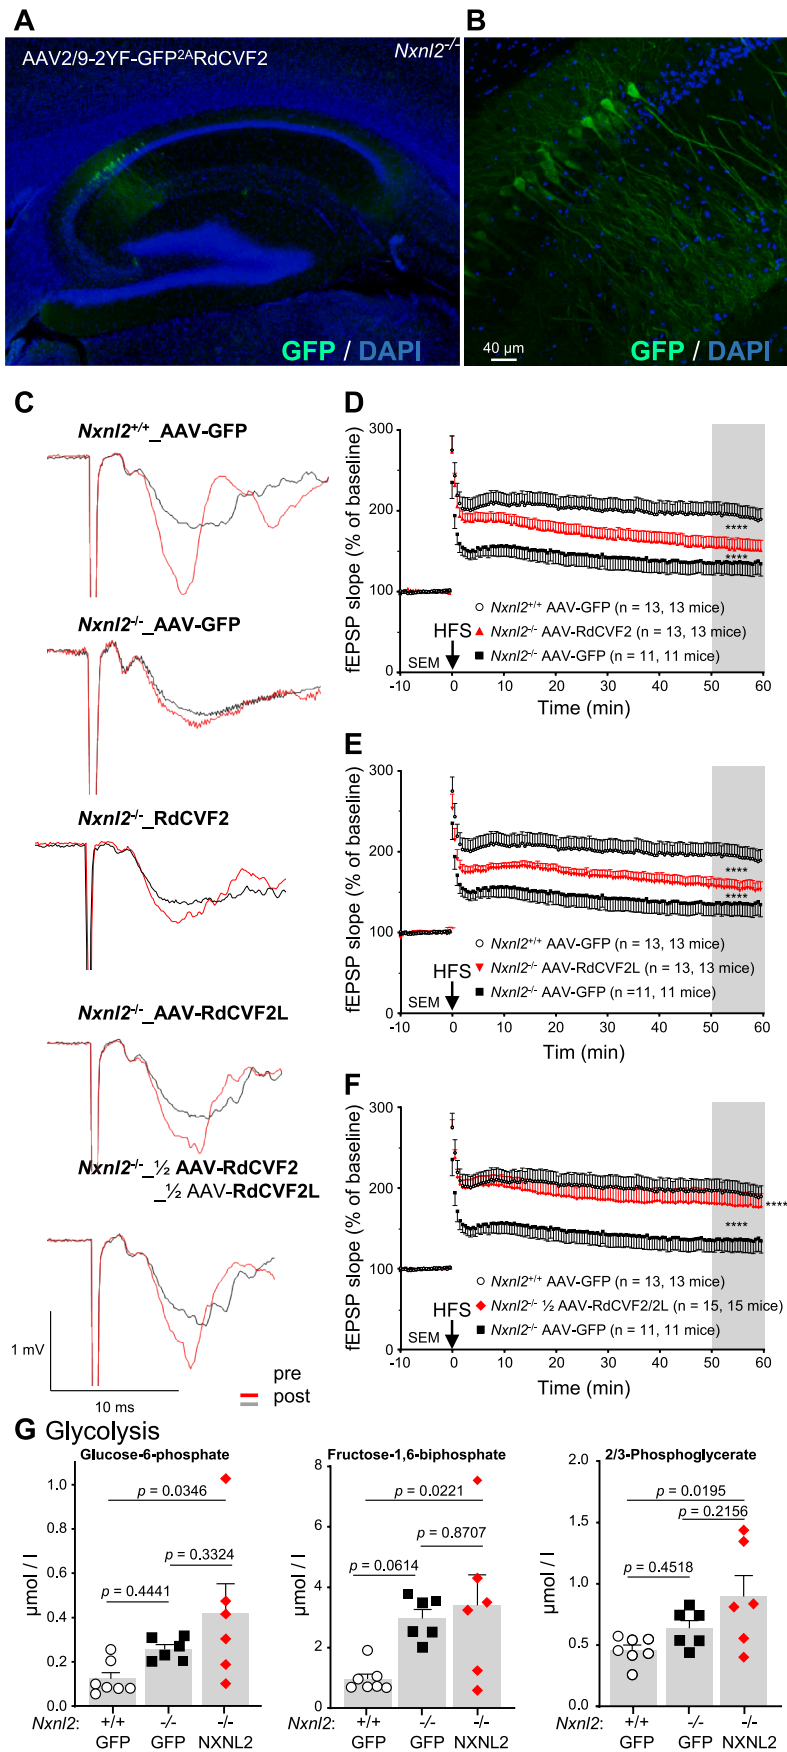 A
AAV2/9-2YF-GFP2ARdCVF2
Nxnl2-/-
GFP / DAPI
B
40 µm
GFP / DAPI
C
Nxnl2+/+_AAV-GFP
Nxnl2-/-_AAV-GFP
Nxnl2-/-_RdCVF2
Nxnl2-/-_AAV-RdCVF2L
Nxnl2-/-_½ AAV-RdCVF2
_½ AAV-RdCVF2L
1 mV
10 ms
pre
post
D
fEPSP slope (% of baseline)
300
200
100
0
****
****
Nxnl2+/+ AAV-GFP (n = 13, 13 mice)
Nxnl2-/- AAV-RdCVF2 (n = 13, 13 mice)
Nxnl2-/- AAV-GFP (n = 11, 11 mice)
HFS
SEM
-10 0 10 20 30 40 50 60
Time (min)
E
fEPSP slope (% of baseline)
300
200
100
0
****
****
Nxnl2+/+ AAV-GFP (n = 13, 13 mice)
Nxnl2-/- AAV-RdCVF2L (n = 13, 13 mice)
Nxnl2-/- AAV-GFP (n =11, 11 mice)
HFS
SEM
-10 0 10 20 30 40 50 60
Tim (min)
F
fEPSP slope (% of baseline)
300
200
100
0
****
****
Nxnl2+/+ AAV-GFP (n = 13, 13 mice)
Nxnl2-/- ½ AAV-RdCVF2/2L (n = 15, 15 mice)
Nxnl2-/- AAV-GFP (n = 11, 11 mice)
HFS
SEM
-10 0 10 20 30 40 50 60
Time (min)
G Glycolysis
Glucose-6-phosphate
µmol / l
1.0
0.8
0.6
0.4
0.2
0.0
p = 0.0346
p = 0.3324
p = 0.4441
Nxnl2: +/+ -/- -/-
GFP GFP NXNL2
Fructose-1,6-biphosphate
µmol / l
8
6
4
2
0
p = 0.0221
p = 0.8707
p = 0.0614
Nxnl2: +/+ -/- -/-
GFP GFP NXNL2
2/3-Phosphoglycerate
µmol / l
2.0
1.5
1.0
0.5
0.0
p = 0.0195
p = 0.2156
p = 0.4518
Nxnl2: +/+ -/- -/-
GFP GFP NXNL2